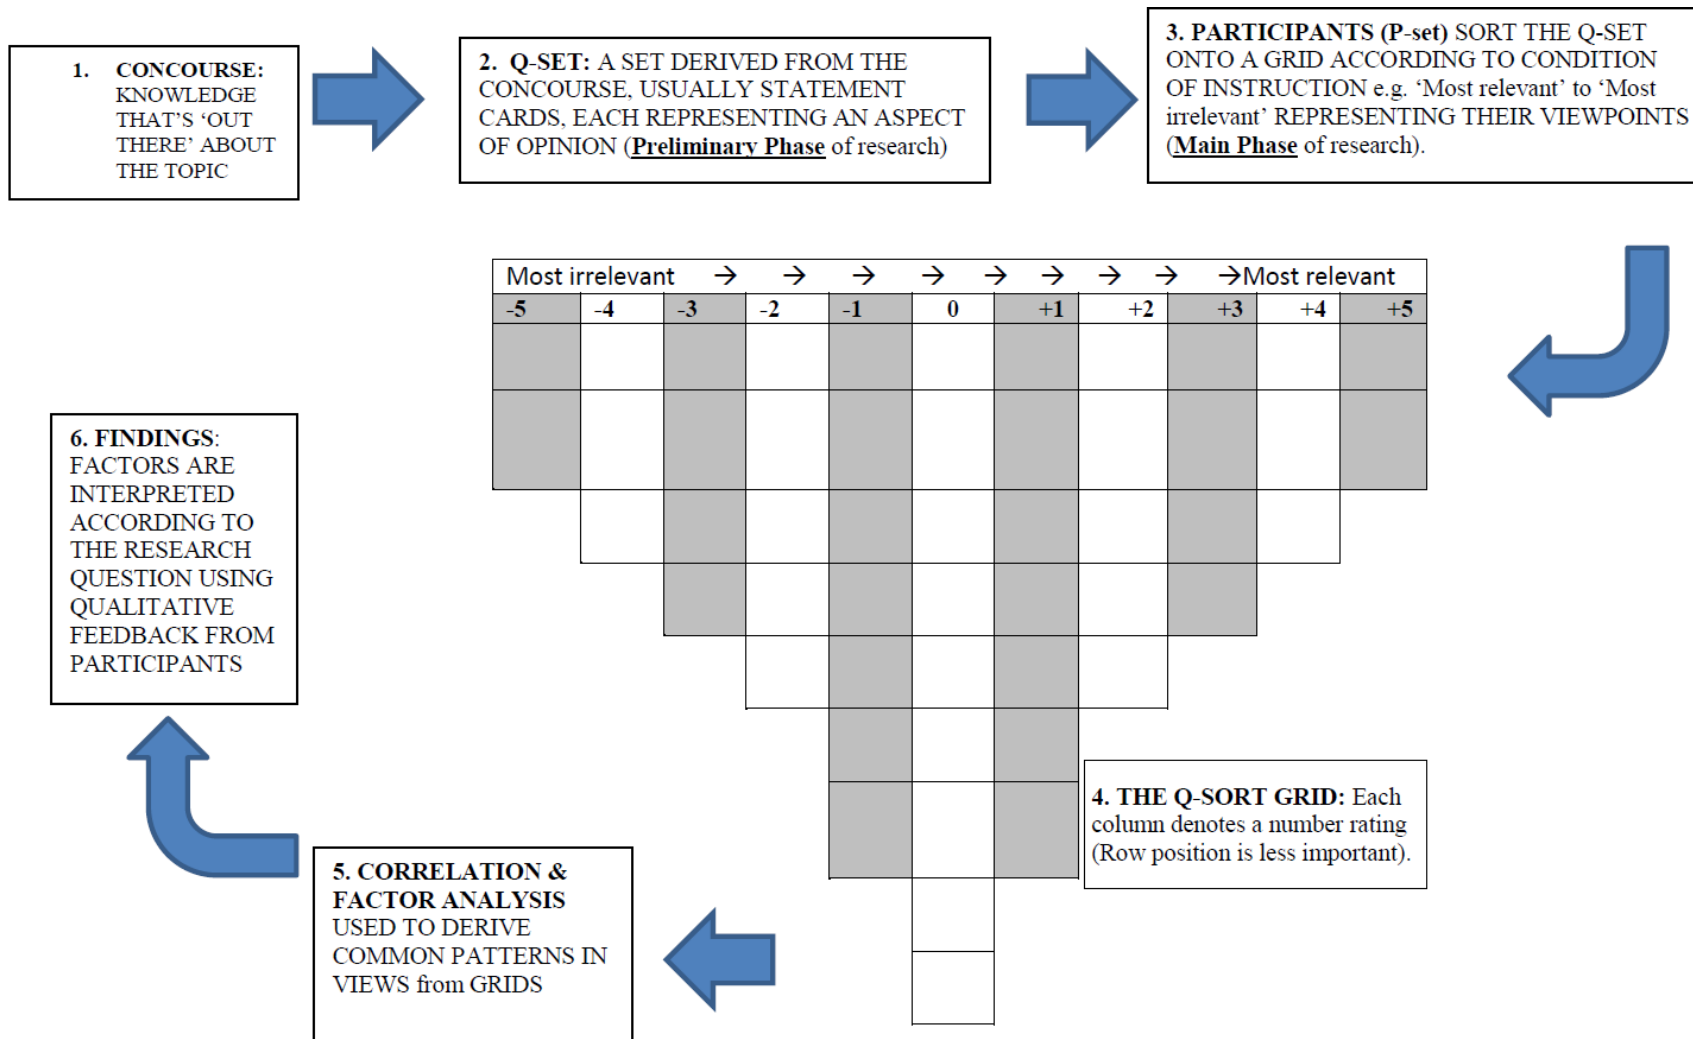 1. CONCOURSE:
KNOWLEDGE
THAT'S ‘OUT
THERE’ ABOUT
THE TOPIC
2. Q-SET: A SET DERIVED FROM THE
CONCOURSE, USUALLY STATEMENT
CARDS, EACH REPRESENTING AN ASPECT
OF OPINION (Preliminary Phase of research)
3. PARTICIPANTS (P-set) SORT THE Q-SET
ONTO A GRID ACCORDING TO CONDITION
OF INSTRUCTION e.g. ‘Most relevant’ to ‘Most
irrelevant’ REPRESENTING THEIR VIEWPOINTS
(Main Phase of research).
Most irrelevant → → → → → → → → →Most relevant
-5 -4 -3 -2 -1 0 +1 +2 +3 +4 +5
4. THE Q-SORT GRID: Each
column denotes a number rating
(Row position is less important).
5. CORRELATION &
FACTOR ANALYSIS
USED TO DERIVE
COMMON PATTERNS IN
VIEWS from GRIDS
6. FINDINGS:
FACTORS ARE
INTERPRETED
ACCORDING TO
THE RESEARCH
QUESTION USING
QUALITATIVE
FEEDBACK FROM
PARTICIPANTS